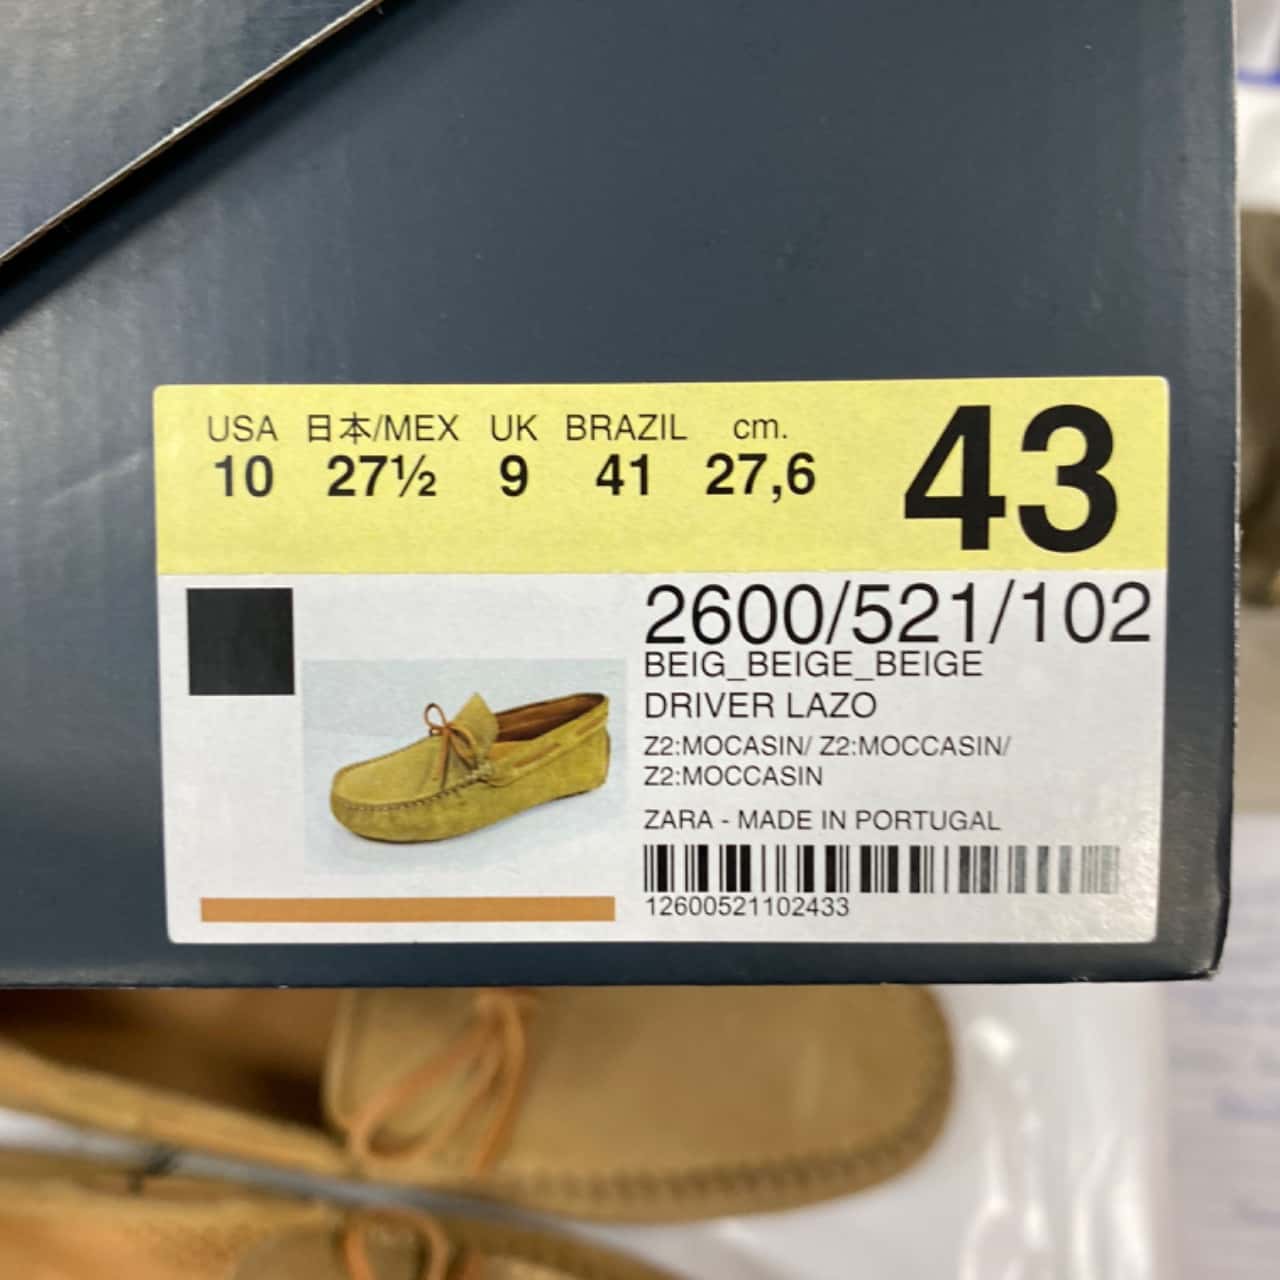 USA 日本/MEX UK BRAZIL cm.
10 27½ 9 41 27,6
43
2600/521/102
BEIG_BEIGE_BEIGE
DRIVER LAZO
Z2:MOCASIN/ Z2:MOCCASIN/
Z2:MOCCASIN
ZARA - MADE IN PORTUGAL
12600521102433